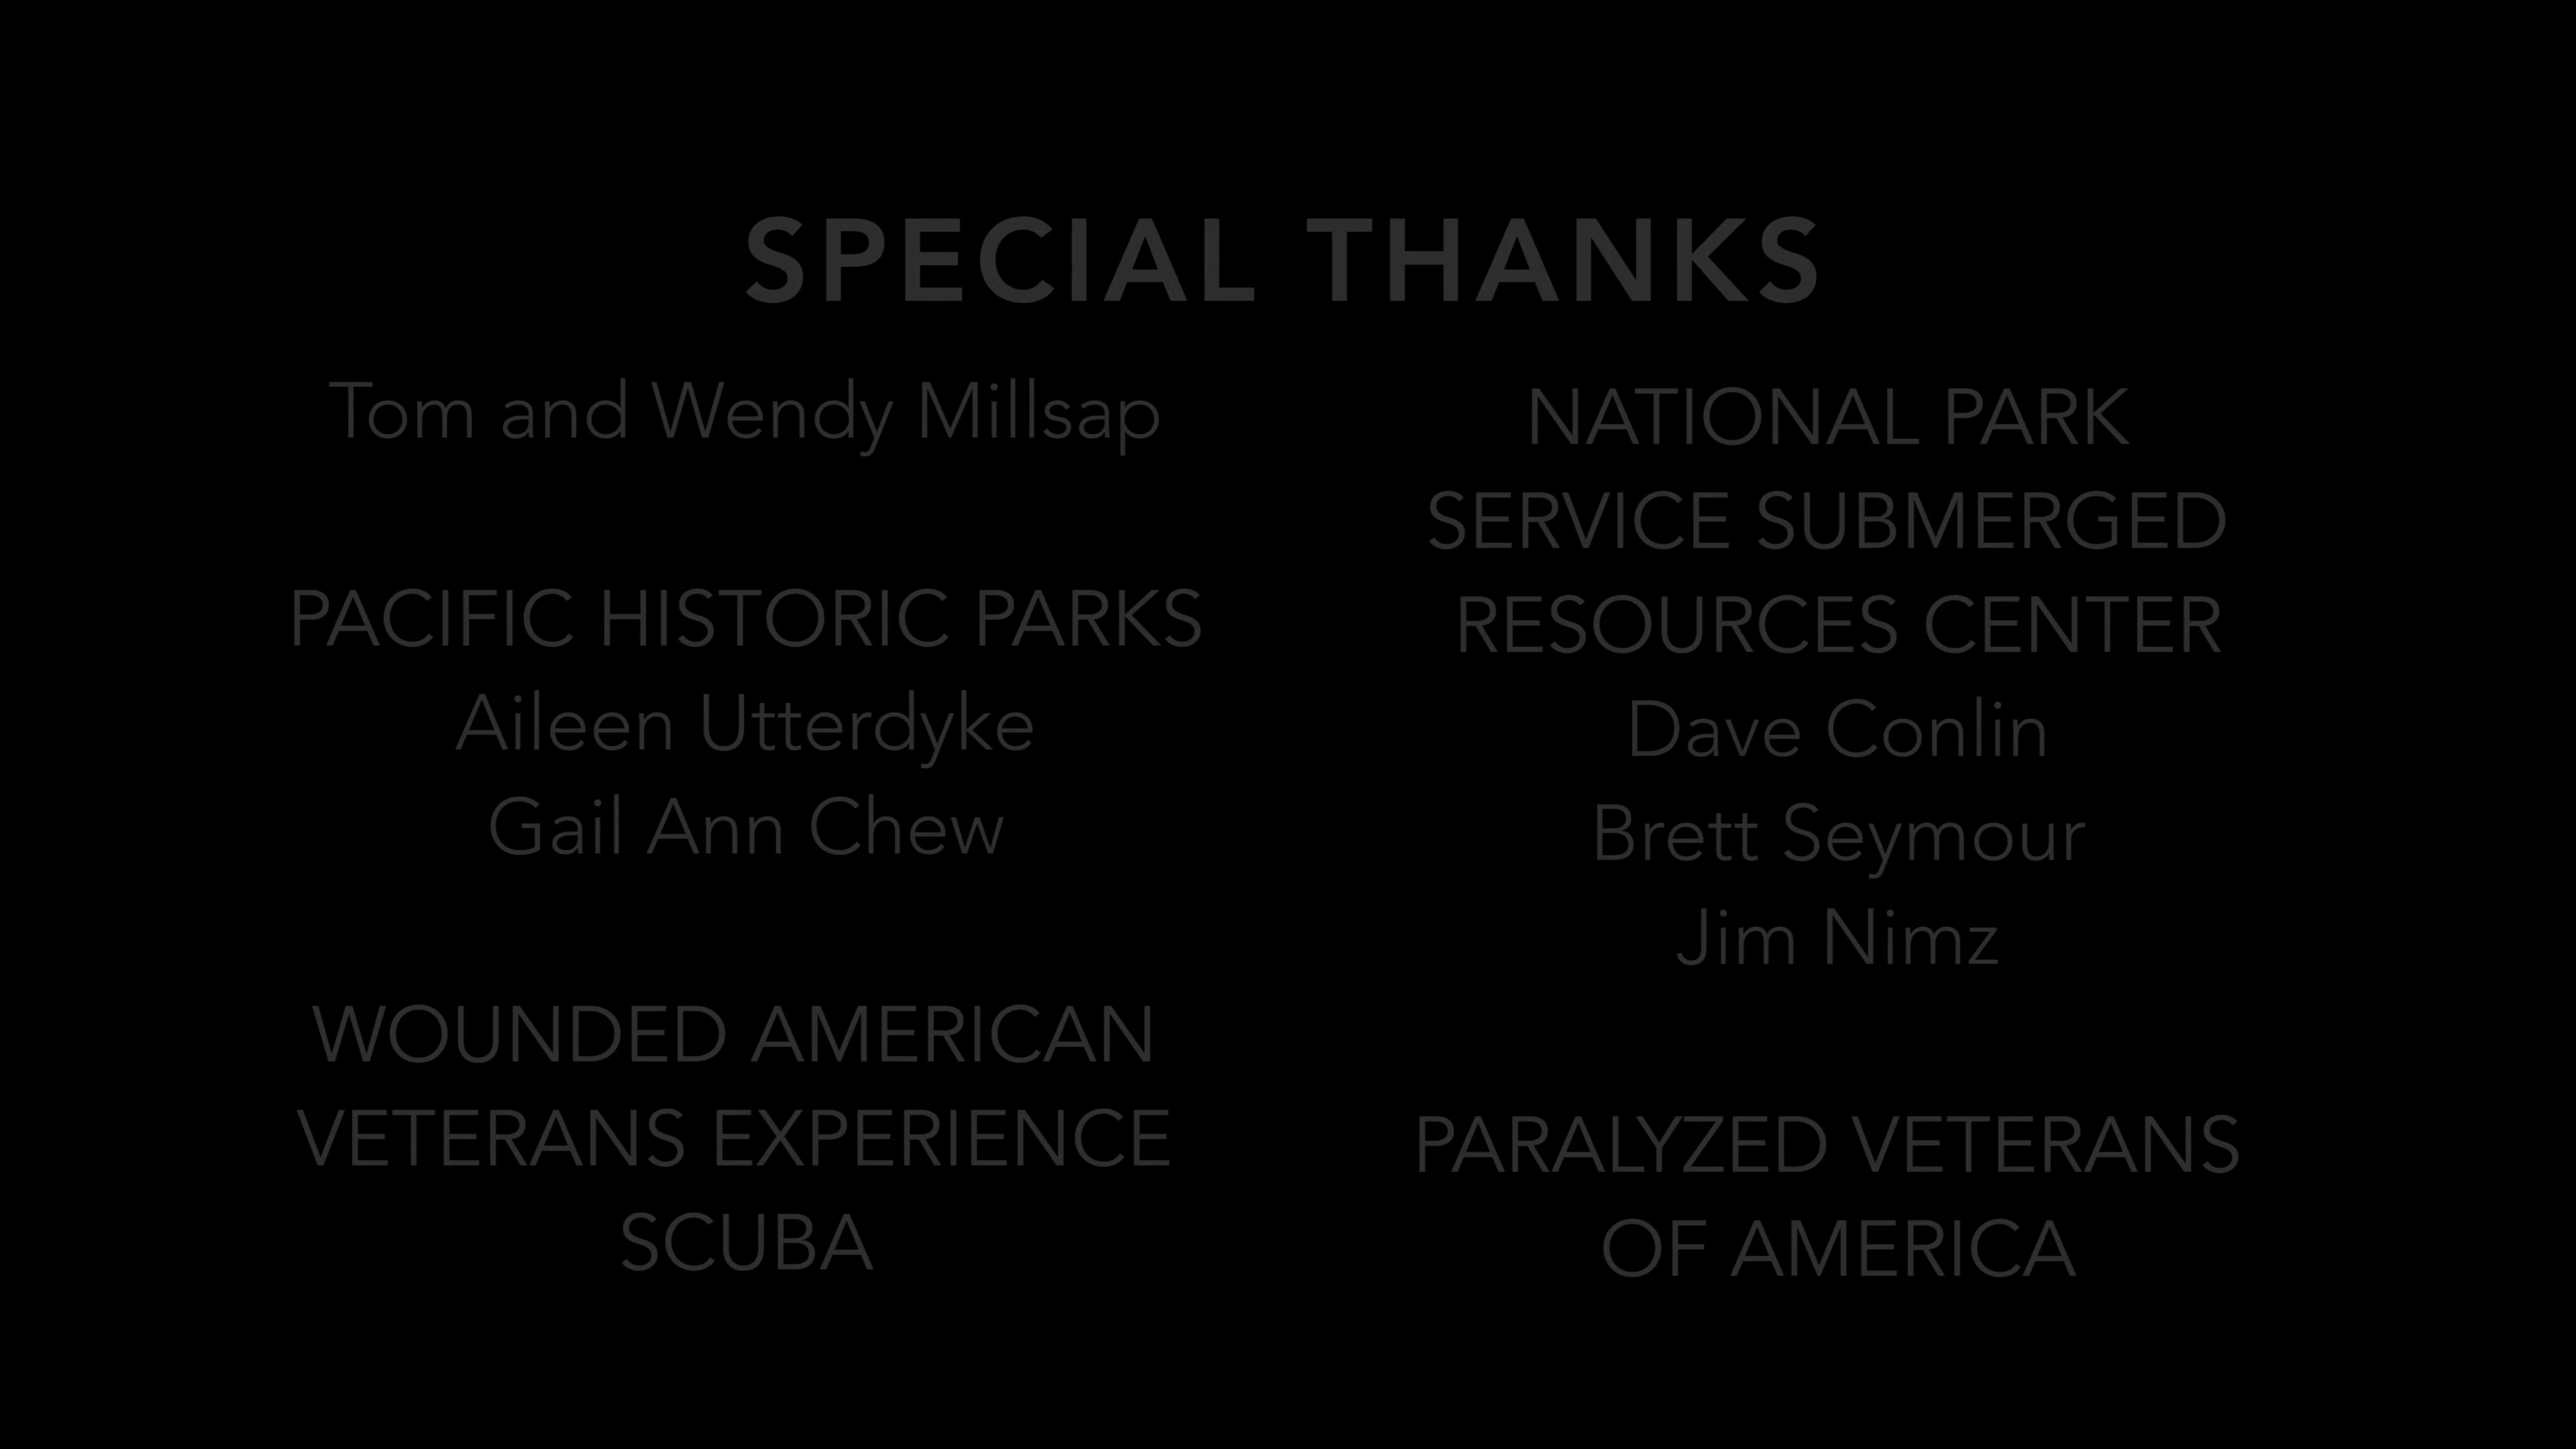 SPECIAL THANKS
Tom and Wendy Millsap
PACIFIC HISTORIC PARKS
Aileen Utterdyke
Gail Ann Chew
WOUNDED AMERICAN
VETERANS EXPERIENCE
SCUBA
NATIONAL PARK
SERVICE SUBMERGED
RESOURCES CENTER
Dave Conlin
Brett Seymour
Jim Nimz
PARALYZED VETERANS
OF AMERICA